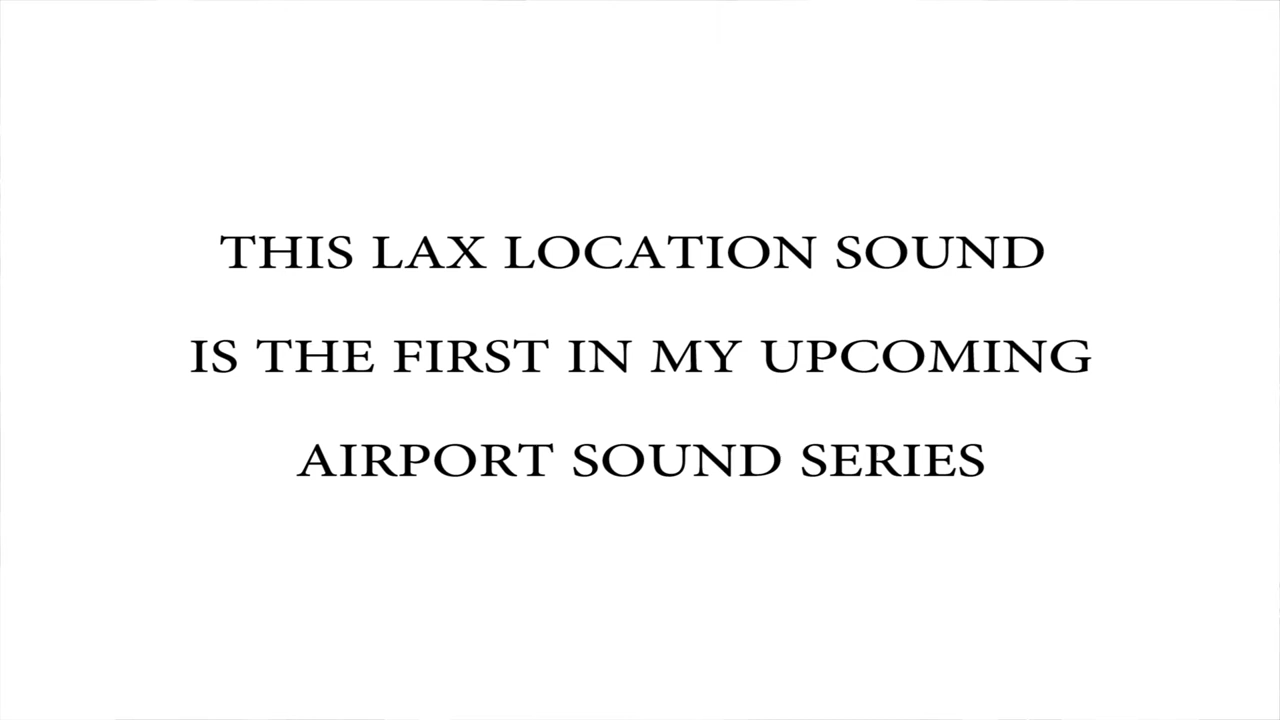 THIS LAX LOCATION SOUND
IS THE FIRST IN MY UPCOMING
AIRPORT SOUND SERIES